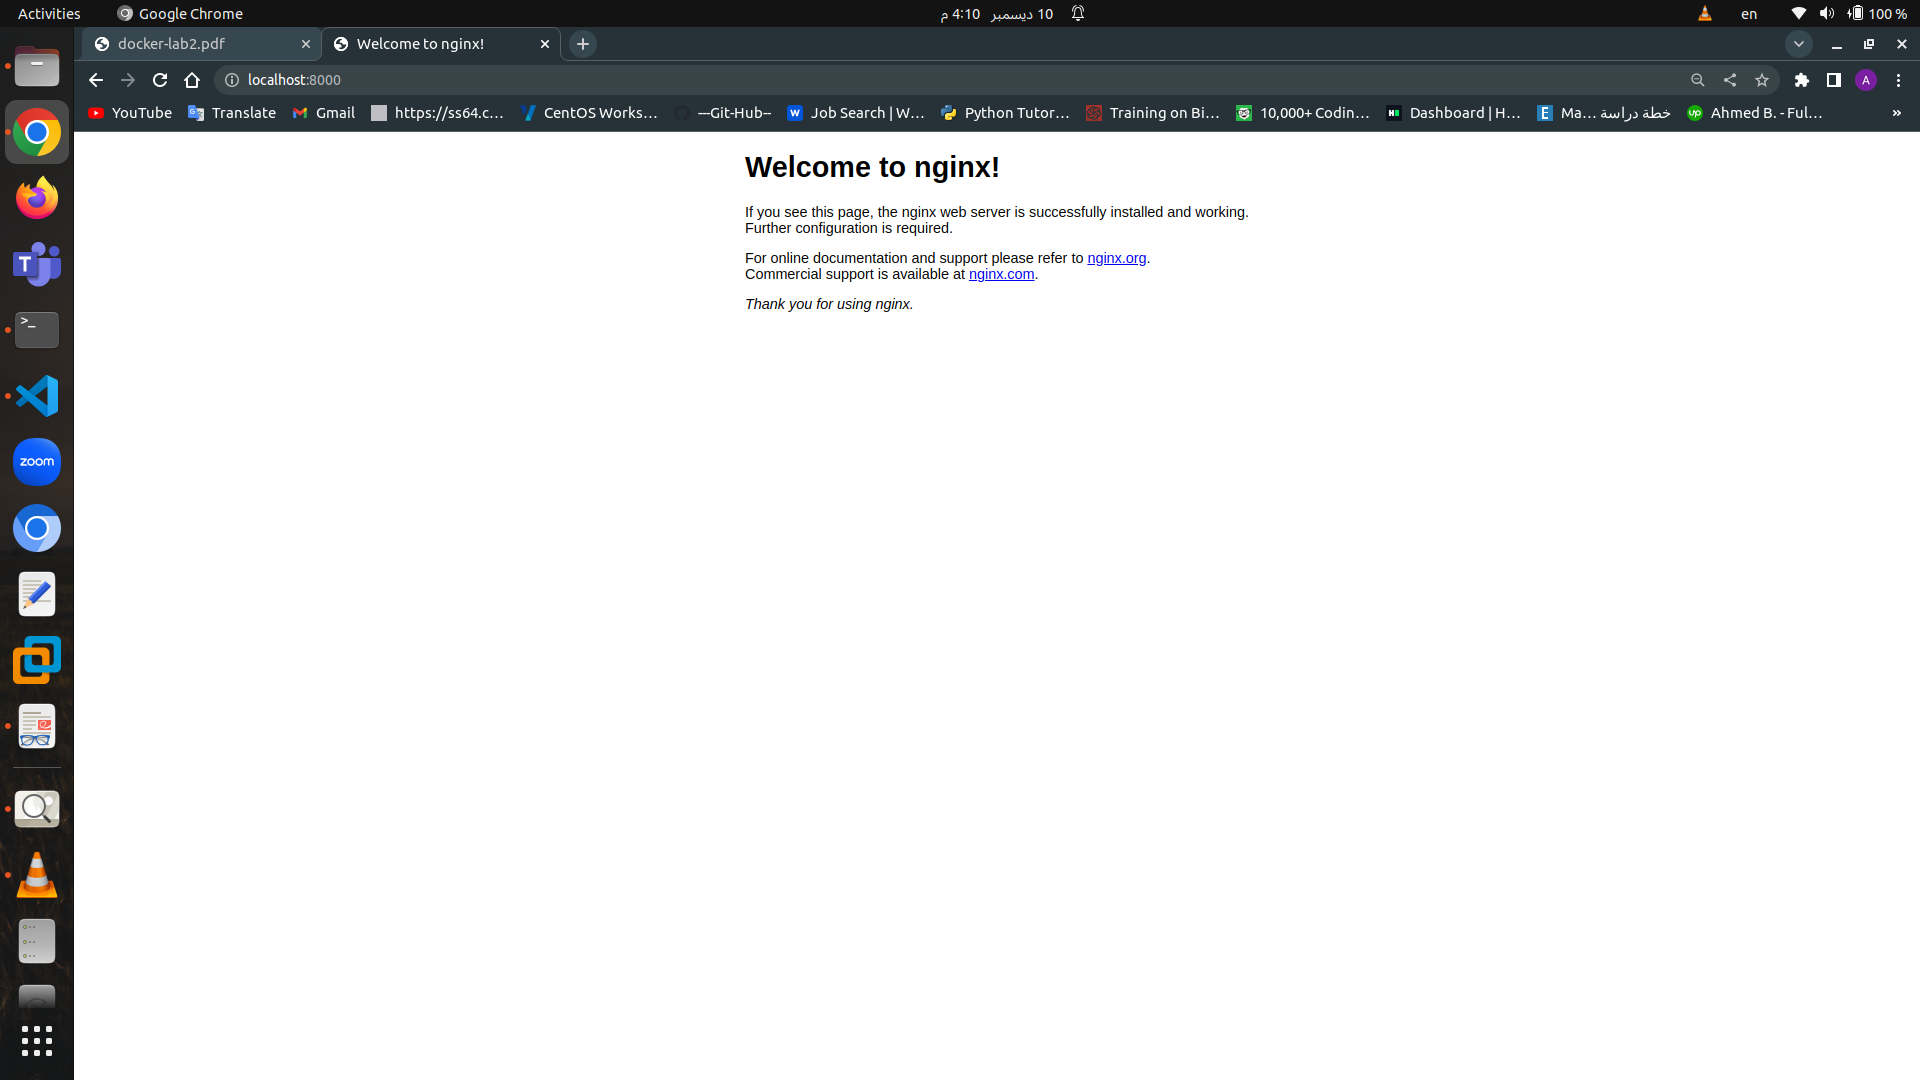 Activities
Google Chrome
10 ديسمبر 4:10 م
en
100 %
docker-lab2.pdf
Welcome to nginx!
localhost:8000
A
YouTube
Translate
Gmail
https://ss64.c...
CentOS Works...
---Git-Hub--
Job Search | W...
Python Tutor...
Training on Bi...
10,000+ Codin...
Dashboard | H...
Ma... خطة دراسة
Ahmed B. - Ful...
»
Welcome to nginx!
If you see this page, the nginx web server is successfully installed and working.
Further configuration is required.
For online documentation and support please refer to nginx.org.
Commercial support is available at nginx.com.
Thank you for using nginx.
T
>_
zoom